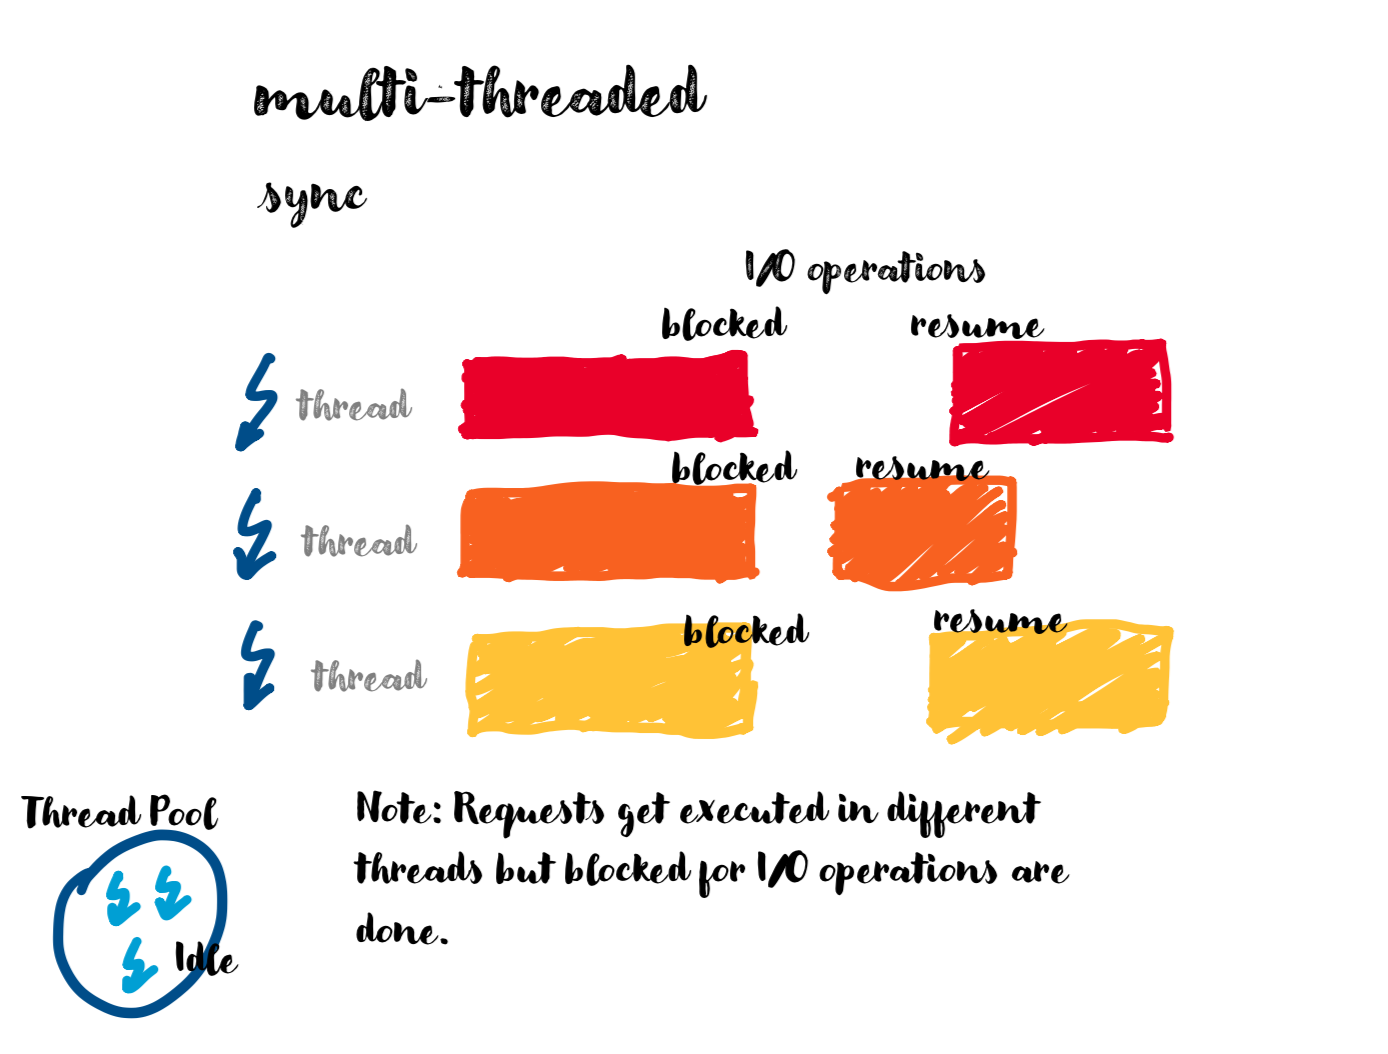 multi-threaded
sync
I/O operations
blocked resume
thread
blocked resume
thread
blocked resume
thread
Thread Pool
Idle
Note: Requests get executed in different
threads but blocked for I/O operations are
done.